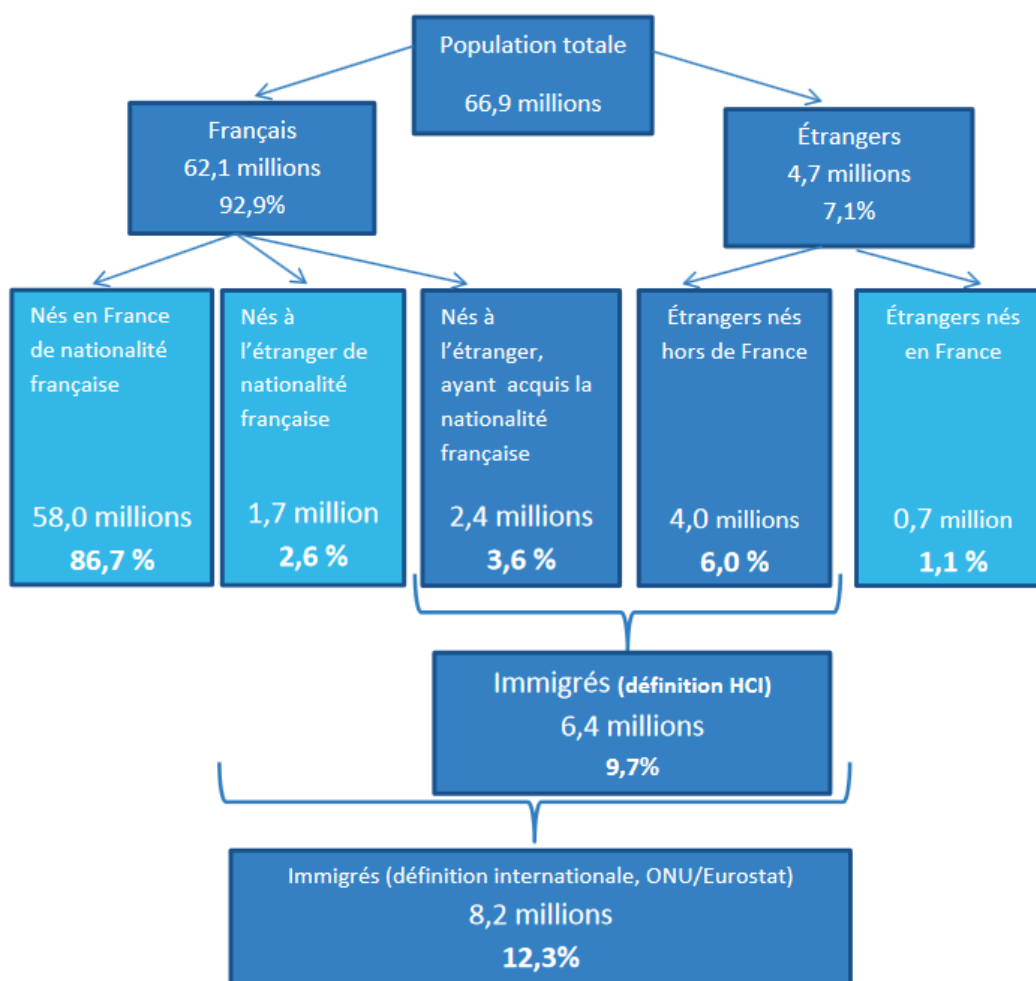 Population totale
66,9 millions
Français
62,1 millions
92,9%
Étrangers
4,7 millions
7,1%
Nés en France
de nationalité
française
58,0 millions
86,7 %
Nés à
l’étranger de
nationalité
française
1,7 million
2,6 %
Nés à
l’étranger,
ayant acquis la
nationalité
française
2,4 millions
3,6 %
Étrangers nés
hors de France
4,0 millions
6,0 %
Étrangers nés
en France
0,7 million
1,1 %
Immigrés (définition HCI)
6,4 millions
9,7%
Immigrés (définition internationale, ONU/Eurostat)
8,2 millions
12,3%